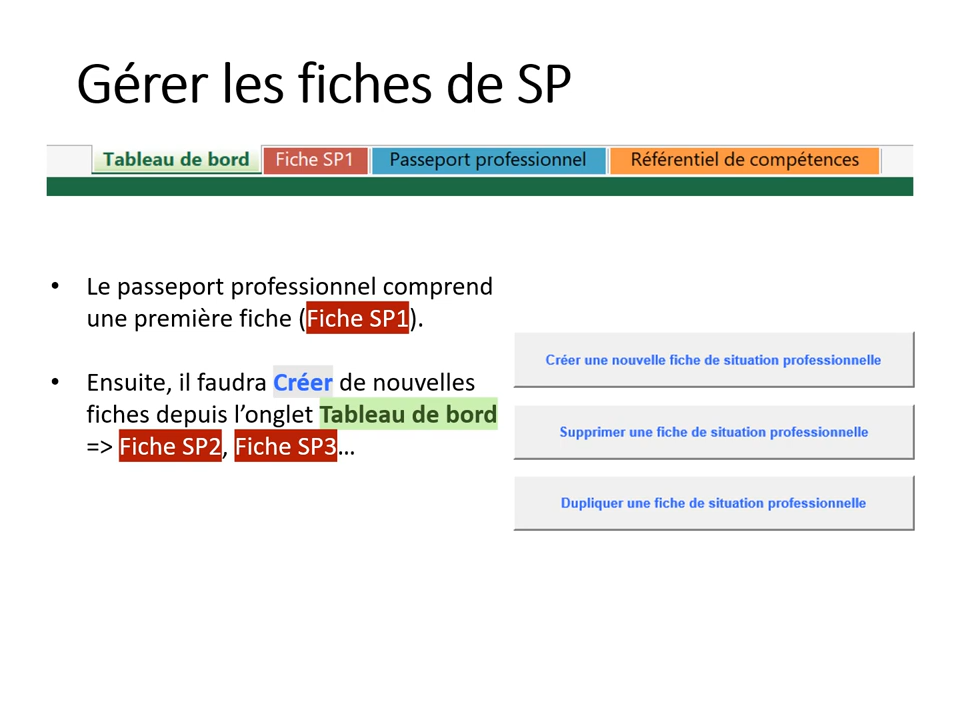 Gérer les fiches de SP
Tableau de bord Fiche SP1 Passeport professionnel Référentiel de compétences
• Le passeport professionnel comprend
une première fiche (Fiche SP1).
• Ensuite, il faudra Créer de nouvelles
fiches depuis l’onglet Tableau de bord
=> Fiche SP2, Fiche SP3…
Créer une nouvelle fiche de situation professionnelle
Supprimer une fiche de situation professionnelle
Dupliquer une fiche de situation professionnelle